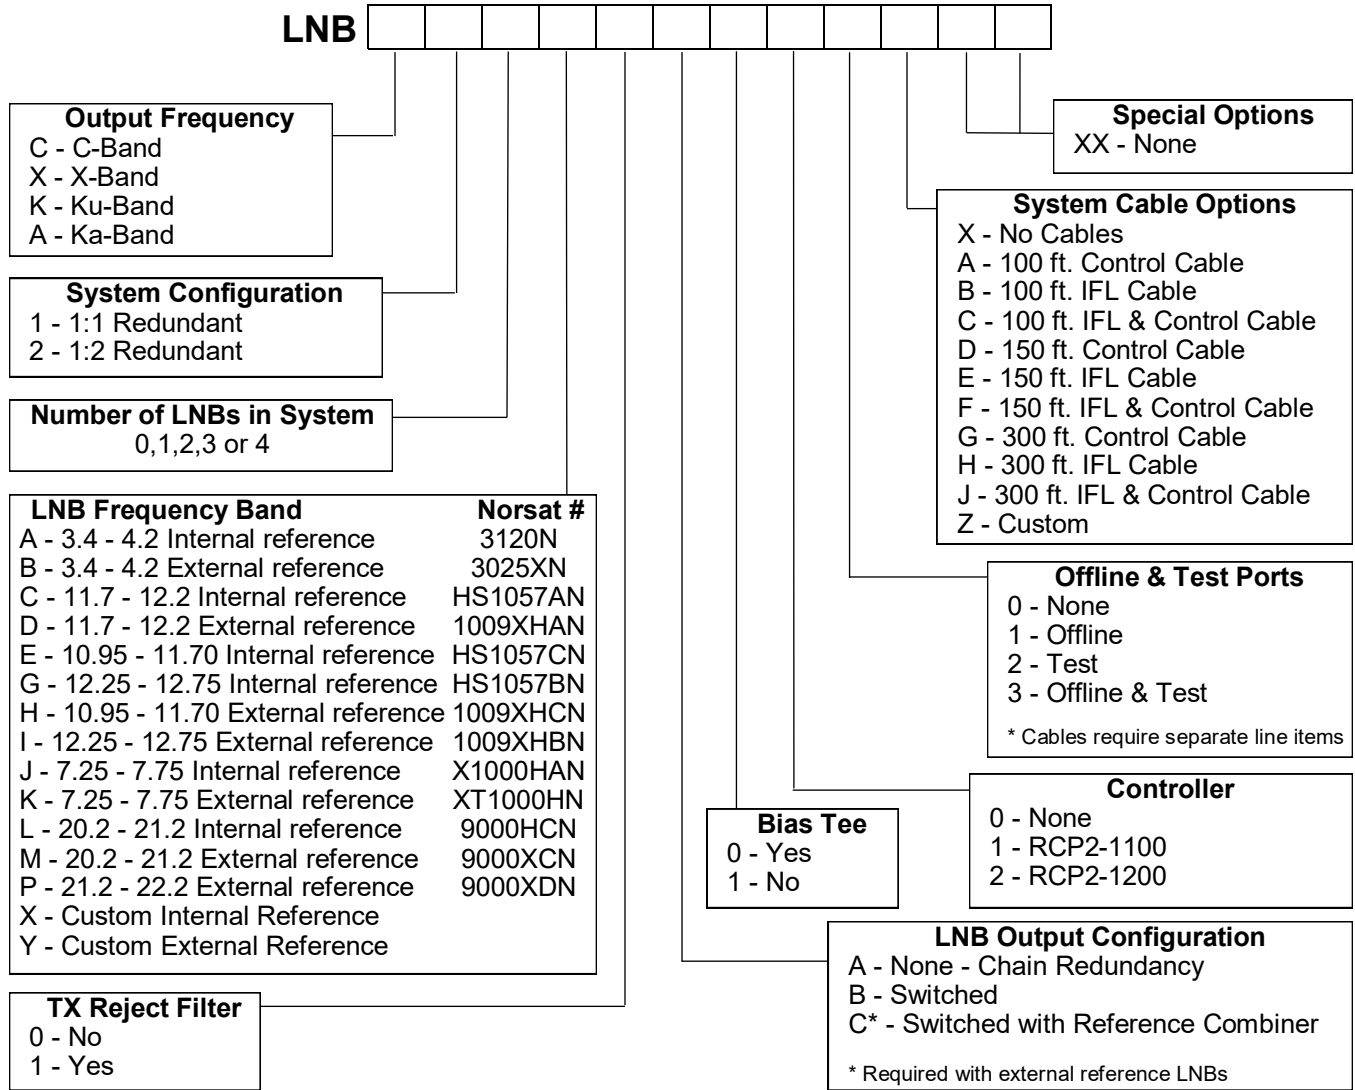 LNB
Output Frequency
C - C-Band
X - X-Band
K - Ku-Band
A - Ka-Band
System Configuration
1 - 1:1 Redundant
2 - 1:2 Redundant
Number of LNBs in System
0,1,2,3 or 4
LNB Frequency Band Norsat #
A - 3.4 - 4.2 Internal reference 3120N
B - 3.4 - 4.2 External reference 3025XN
C - 11.7 - 12.2 Internal reference HS1057AN
D - 11.7 - 12.2 External reference 1009XHAN
E - 10.95 - 11.70 Internal reference HS1057CN
G - 12.25 - 12.75 Internal reference HS1057BN
H - 10.95 - 11.70 External reference 1009XHCN
I - 12.25 - 12.75 External reference 1009XHBN
J - 7.25 - 7.75 Internal reference X1000HAN
K - 7.25 - 7.75 External reference XT1000HN
L - 20.2 - 21.2 Internal reference 9000HCN
M - 20.2 - 21.2 External reference 9000XCN
P - 21.2 - 22.2 External reference 9000XDN
X - Custom Internal Reference
Y - Custom External Reference
TX Reject Filter
0 - No
1 - Yes
Special Options
XX - None
System Cable Options
X - No Cables
A - 100 ft. Control Cable
B - 100 ft. IFL Cable
C - 100 ft. IFL & Control Cable
D - 150 ft. Control Cable
E - 150 ft. IFL Cable
F - 150 ft. IFL & Control Cable
G - 300 ft. Control Cable
H - 300 ft. IFL Cable
J - 300 ft. IFL & Control Cable
Z - Custom
Offline & Test Ports
0 - None
1 - Offline
2 - Test
3 - Offline & Test
* Cables require separate line items
Controller
0 - None
1 - RCP2-1100
2 - RCP2-1200
Bias Tee
0 - Yes
1 - No
LNB Output Configuration
A - None - Chain Redundancy
B - Switched
C* - Switched with Reference Combiner
* Required with external reference LNBs